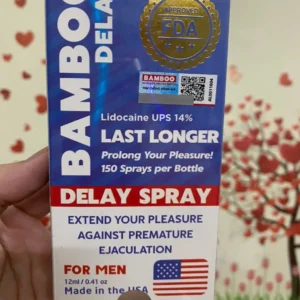 BAMBOO
DELA
APPROVED
FDA
BAMBOO
Lidocaine UPS 14%
LAST LONGER
Prolong Your Pleasure!
150 Sprays per Bottle
DELAY SPRAY
EXTEND YOUR PLEASURE
AGAINST PREMATURE
EJACULATION
FOR MEN
12ml / 0.41 oz
Made in the USA